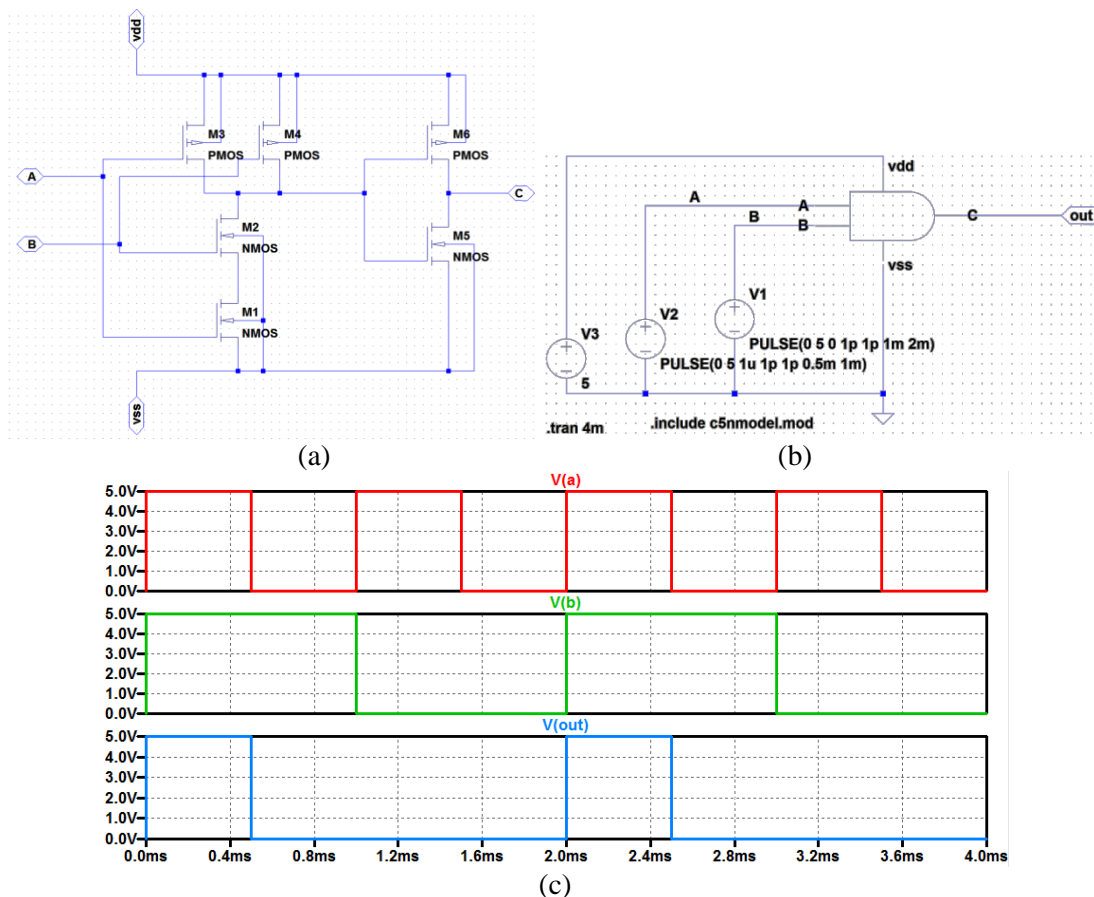 vdd
M3
PMOS
M4
PMOS
M6
PMOS
A
C
M2
NMOS
M5
NMOS
B
M1
NMOS
vss
(a)
vdd
A
A
B
B
C
out
vss
V1
PULSE(0 5 0 1p 1p 1m 2m)
V2
PULSE(0 5 1u 1p 1p 0.5m 1m)
V3
5
.tran 4m
.include c5nmodel.mod
(b)
V(a)
5.0V
4.0V
3.0V
2.0V
1.0V
0.0V
V(b)
5.0V
4.0V
3.0V
2.0V
1.0V
0.0V
V(out)
5.0V
4.0V
3.0V
2.0V
1.0V
0.0V
0.0ms 0.4ms 0.8ms 1.2ms 1.6ms 2.0ms 2.4ms 2.8ms 3.2ms 3.6ms 4.0ms
(c)